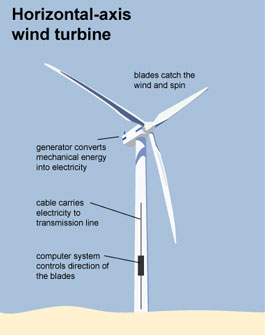 Horizontal-axis
wind turbine
blades catch the
wind and spin
generator converts
mechanical energy
into electricity
cable carries
electricity to
transmission line
computer system
controls direction of
the blades